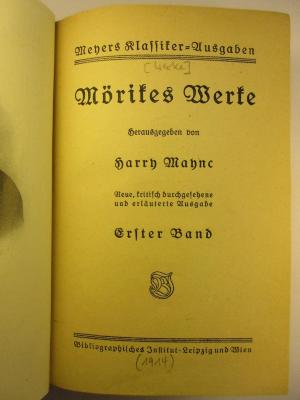 Meyers Klassiker-Ausgaben
[Werke]
Mörikes Werke
Herausgegeben von
Harry Maync
Neue, kritisch durchgesehene
und erläuterte Ausgabe
Erster Band
Bibliographisches Institut-Leipzig und Wien
(1914)